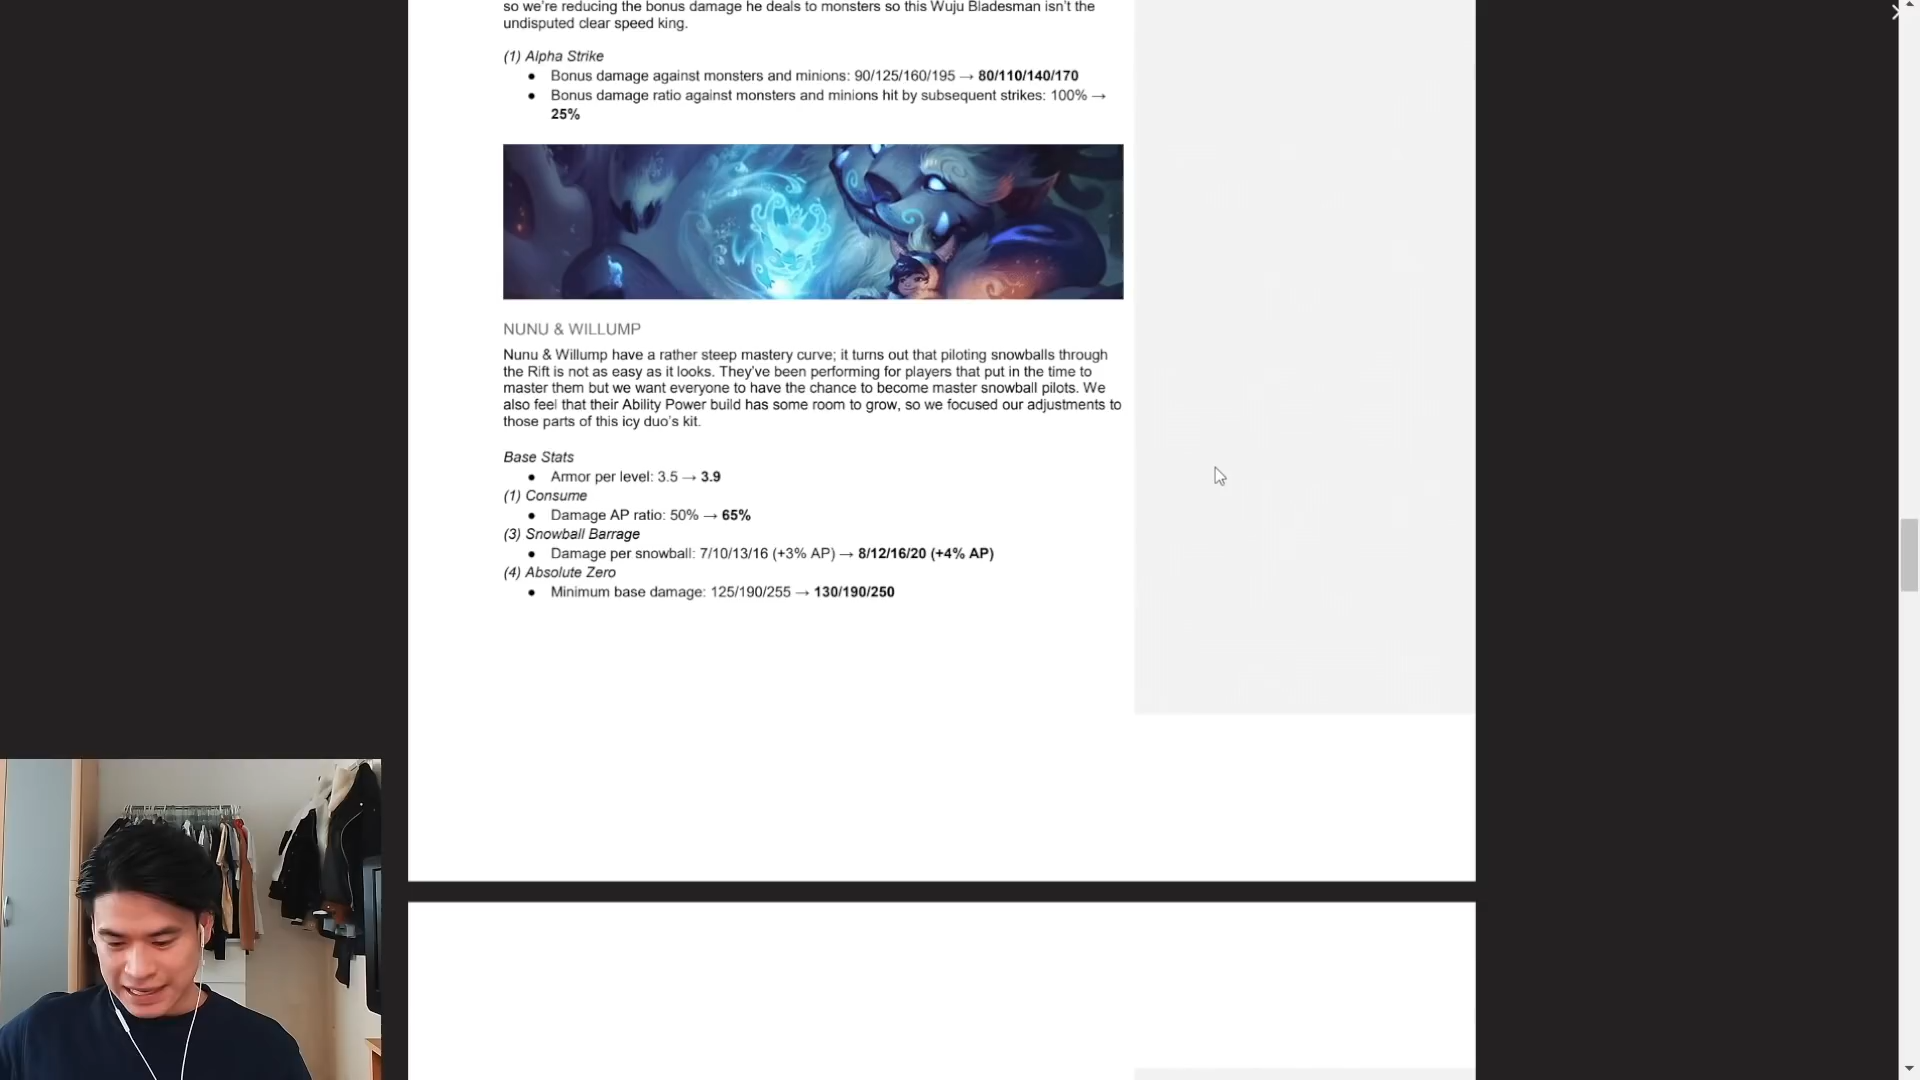 so we're reducing the bonus damage he deals to monsters so this Wuju Bladesman isn't the
undisputed clear speed king.
(1) Alpha Strike
● Bonus damage against monsters and minions: 90/125/160/195 → 80/110/140/170
● Bonus damage ratio against monsters and minions hit by subsequent strikes: 100% →
25%
NUNU & WILLUMP
Nunu & Willump have a rather steep mastery curve; it turns out that piloting snowballs through
the Rift is not as easy as it looks. They've been performing for players that put in the time to
master them but we want everyone to have the chance to become master snowball pilots. We
also feel that their Ability Power build has some room to grow, so we focused our adjustments to
those parts of this icy duo's kit.
Base Stats
● Armor per level: 3.5 → 3.9
(1) Consume
● Damage AP ratio: 50% → 65%
(3) Snowball Barrage
● Damage per snowball: 7/10/13/16 (+3% AP) → 8/12/16/20 (+4% AP)
(4) Absolute Zero
● Minimum base damage: 125/190/255 → 130/190/250